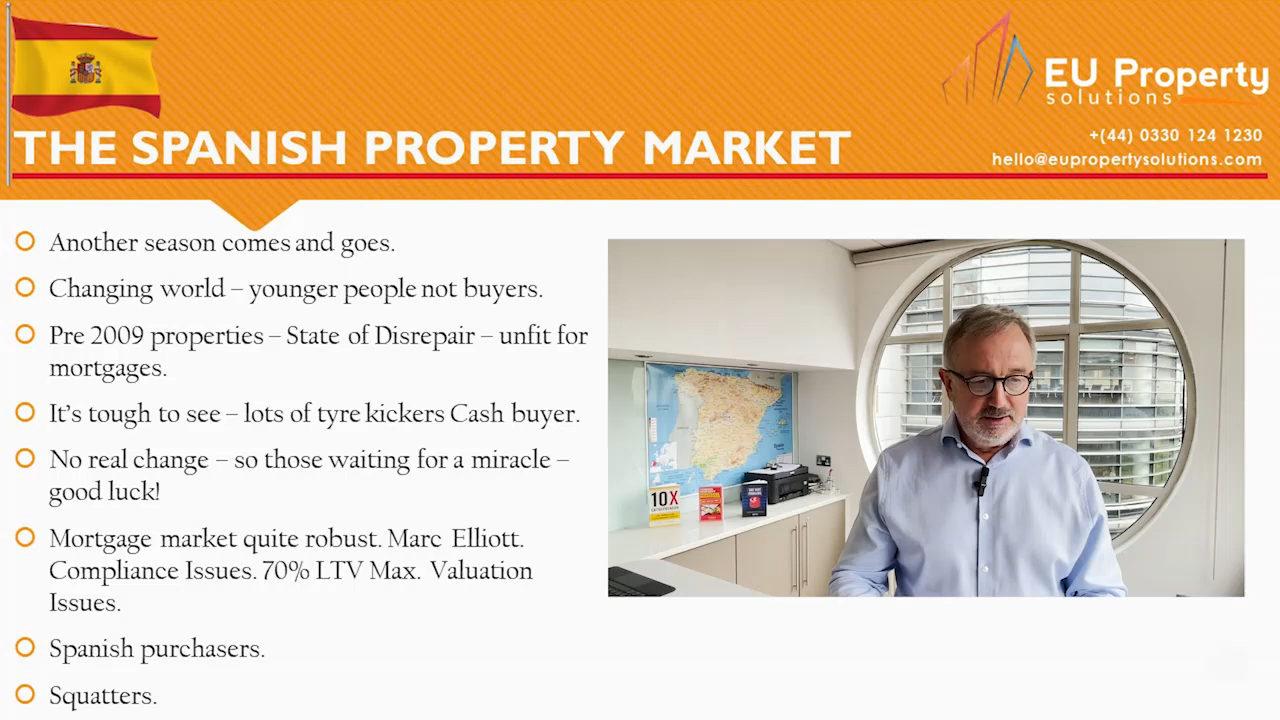 EU Property
solutions
THE SPANISH PROPERTY MARKET
+(44) 0330 124 1230
hello@eupropertysolutions.com
Another season comes and goes.
Changing world – younger people not buyers.
Pre 2009 properties – State of Disrepair – unfit for
mortgages.
It's tough to see – lots of tyre kickers Cash buyer.
No real change – so those waiting for a miracle –
good luck!
Mortgage market quite robust. Marc Elliott.
Compliance Issues. 70% LTV Max. Valuation
Issues.
Spanish purchasers.
Squatters.
10X